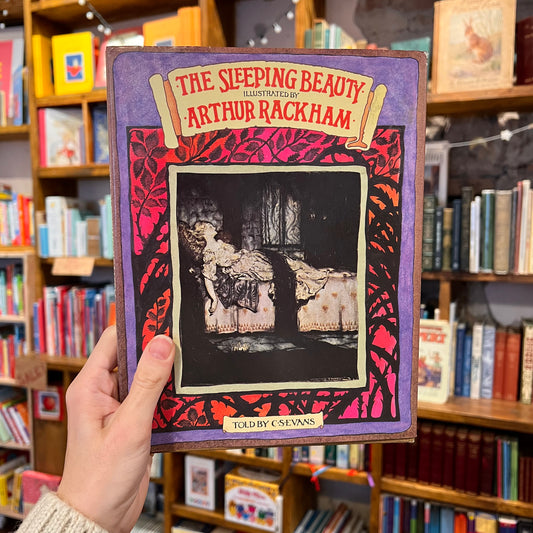 THE SLEEPING BEAUTY
ILLUSTRATED BY
ARTHUR RACKHAM
TOLD BY C·S·EVANS